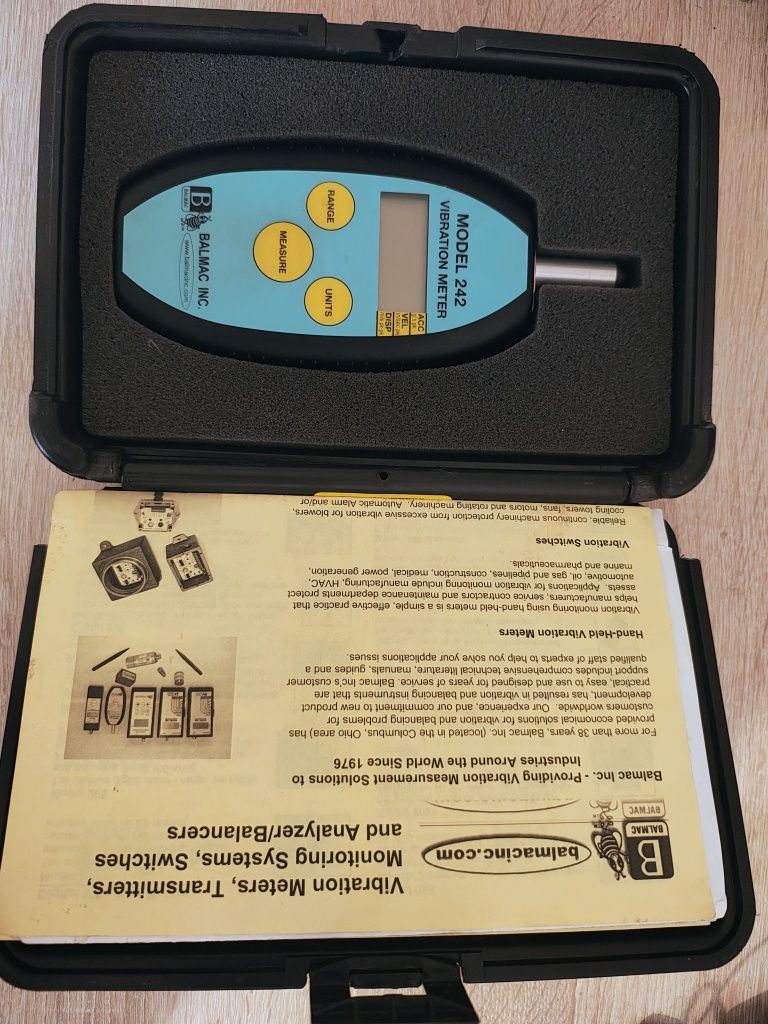 MODEL 242
VIBRATION METER
ACC
VEL
DISP
RANGE
MEASURE
UNITS
B
BALMAC
BALMAC INC.
www.balmacinc.com
B
BALMAC
balmacinc.com
Vibration Meters, Transmitters,
Monitoring Systems, Switches
and Analyzer/Balancers
Balmac Inc. - Providing Vibration Measurement Solutions to
Industries Around the World Since 1976
For more than 38 years, Balmac Inc. (located in the Columbus, Ohio area) has
provided economical solutions for vibration and balancing problems for
customers worldwide. Our experience, and our commitment to new product
development, has resulted in vibration and balancing instruments that are
practical, easy to use and designed for years of service. Balmac Inc's customer
support includes comprehensive technical literature, manuals, guides and a
qualified staff of experts to help you solve your applications issues.
Hand-Held Vibration Meters
Vibration monitoring using hand-held meters is a simple, effective practice that
helps manufacturers, service contractors and maintenance departments protect
assets. Applications for vibration monitoring include manufacturing, HVAC,
automotive, oil, gas and pipelines, construction, medical, power generation,
marine and pharmaceuticals.
Vibration Switches
Reliable, continuous machinery protection from excessive vibration for blowers,
cooling towers, fans, motors and rotating machinery. Automatic Alarm and/or